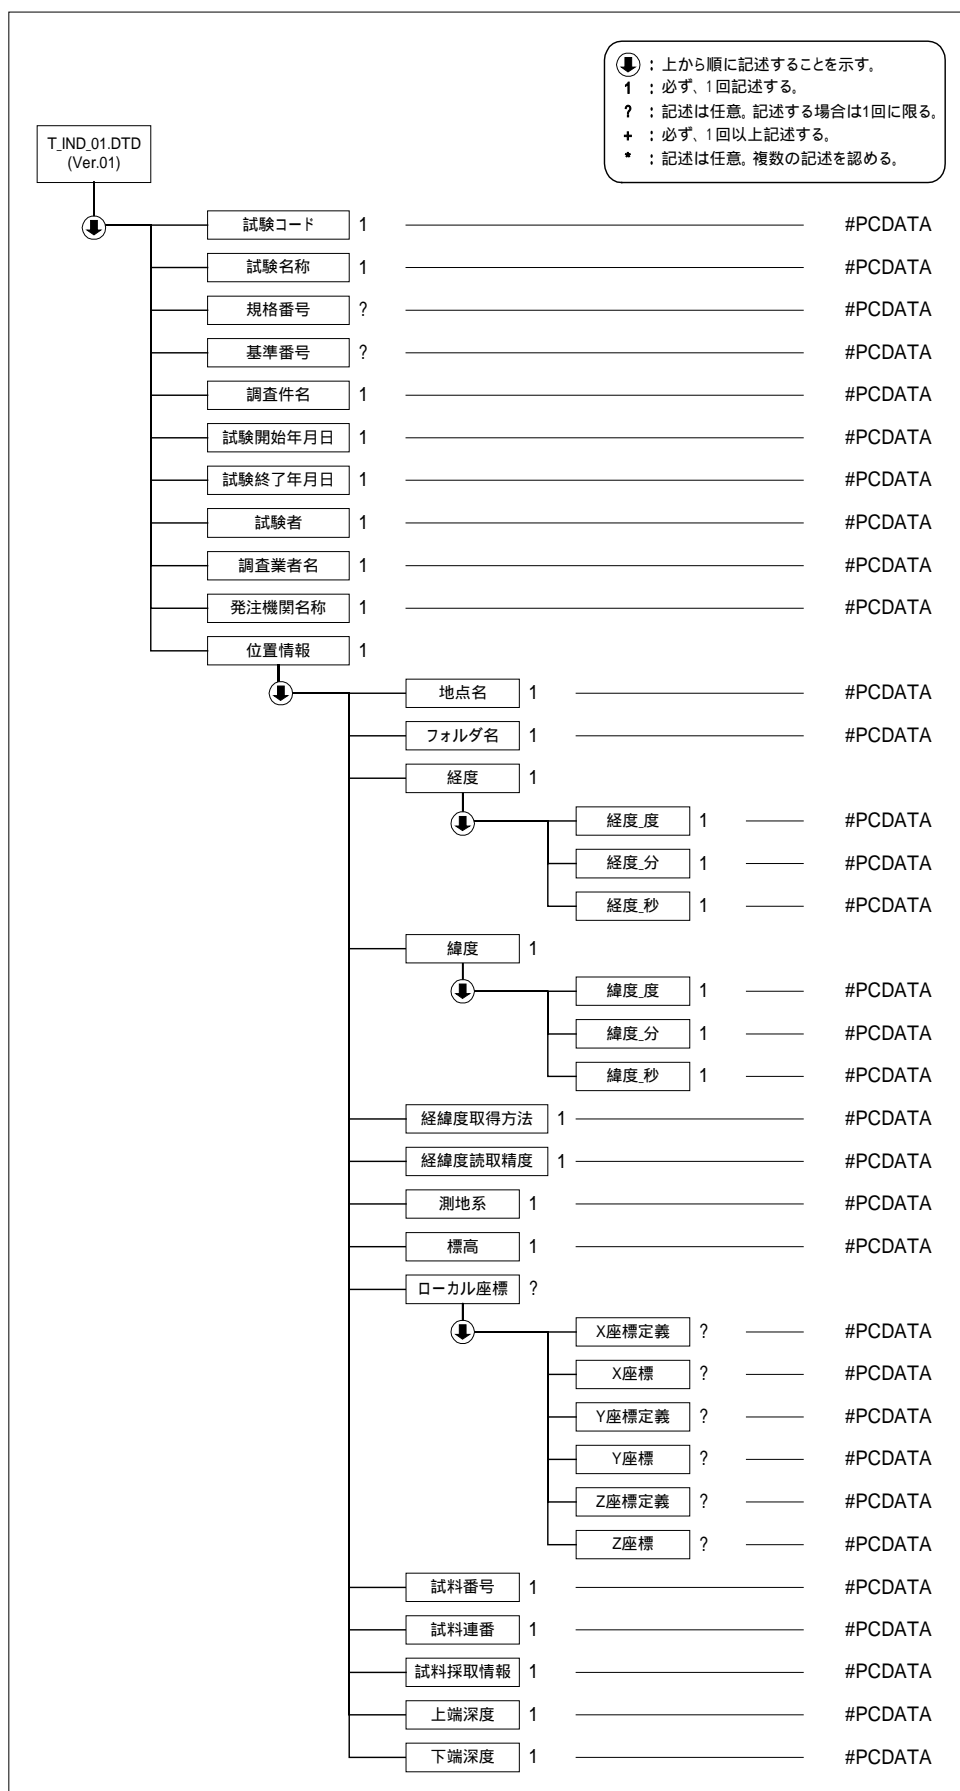 ⬇ : 上から順に記述することを示す。
1 : 必ず、1回記述する。
? : 記述は任意。記述する場合は1回に限る。
+ : 必ず、1回以上記述する。
* : 記述は任意。複数の記述を認める。
T_IND_01.DTD
(Ver.01)
試験コード 1 #PCDATA
試験名称 1 #PCDATA
規格番号 ? #PCDATA
基準番号 ? #PCDATA
調査件名 1 #PCDATA
試験開始年月日 1 #PCDATA
試験終了年月日 1 #PCDATA
試験者 1 #PCDATA
調査業者名 1 #PCDATA
発注機関名称 1 #PCDATA
位置情報 1
地点名 1 #PCDATA
フォルダ名 1 #PCDATA
経度 1
経度_度 1 #PCDATA
経度_分 1 #PCDATA
経度_秒 1 #PCDATA
緯度 1
緯度_度 1 #PCDATA
緯度_分 1 #PCDATA
緯度_秒 1 #PCDATA
経緯度取得方法 1 #PCDATA
経緯度読取精度 1 #PCDATA
測地系 1 #PCDATA
標高 1 #PCDATA
ローカル座標 ?
X座標定義 ? #PCDATA
X座標 ? #PCDATA
Y座標定義 ? #PCDATA
Y座標 ? #PCDATA
Z座標定義 ? #PCDATA
Z座標 ? #PCDATA
試料番号 1 #PCDATA
試料連番 1 #PCDATA
試料採取情報 1 #PCDATA
上端深度 1 #PCDATA
下端深度 1 #PCDATA